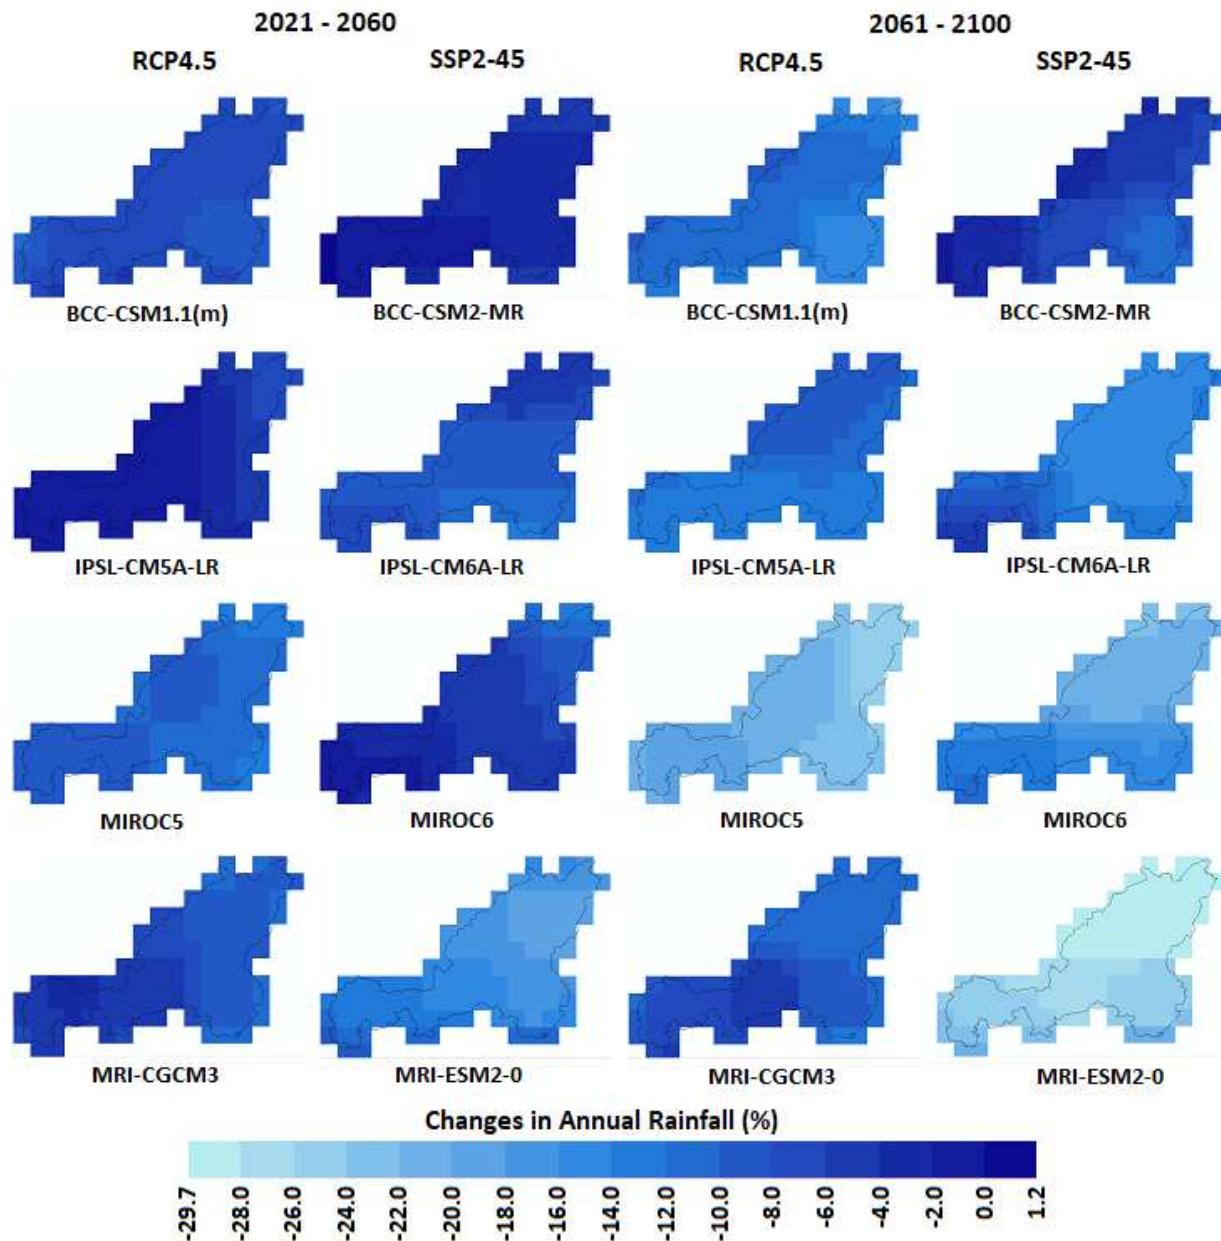 2021 - 2060 2061 - 2100
RCP4.5 SSP2-45 RCP4.5 SSP2-45
BCC-CSM1.1(m) BCC-CSM2-MR BCC-CSM1.1(m) BCC-CSM2-MR
IPSL-CM5A-LR IPSL-CM6A-LR IPSL-CM5A-LR IPSL-CM6A-LR
MIROC5 MIROC6 MIROC5 MIROC6
MRI-CGCM3 MRI-ESM2-0 MRI-CGCM3 MRI-ESM2-0
Changes in Annual Rainfall (%)
-29.7 -28.0 -26.0 -24.0 -22.0 -20.0 -18.0 -16.0 -14.0 -12.0 -10.0 -8.0 -6.0 -4.0 -2.0 0.0 1.2